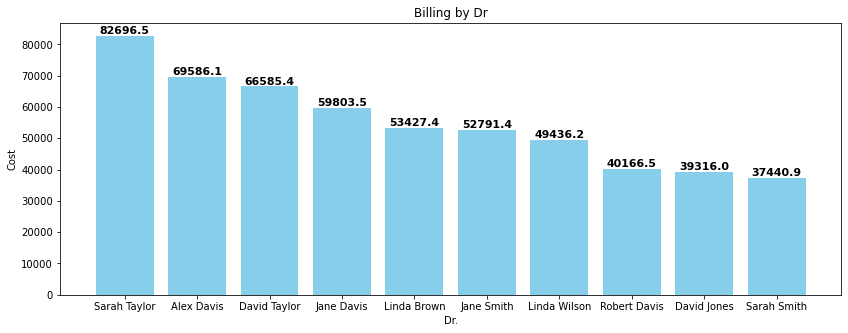 Billing by Dr
Cost
80000
70000
60000
50000
40000
30000
20000
10000
0
82696.5
69586.1
66585.4
59803.5
53427.4
52791.4
49436.2
40166.5
39316.0
37440.9
Sarah Taylor
Alex Davis
David Taylor
Jane Davis
Linda Brown
Jane Smith
Linda Wilson
Robert Davis
David Jones
Sarah Smith
Dr.